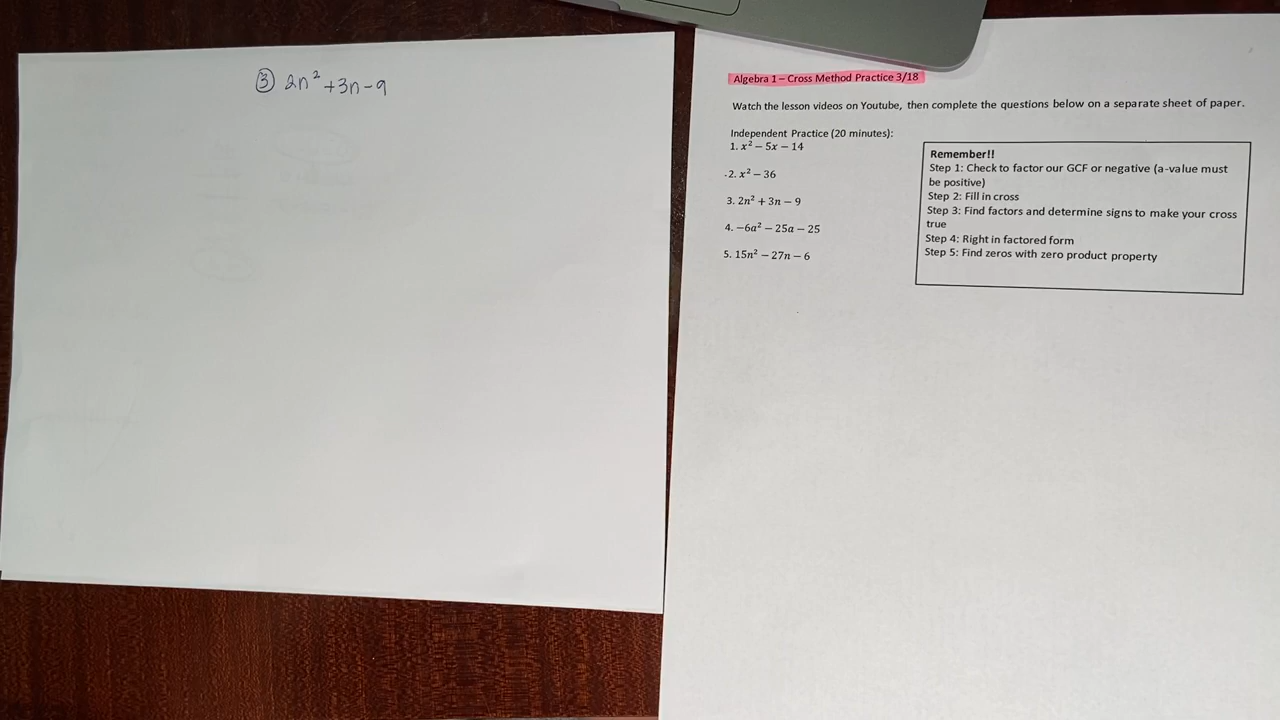 ③ 2n² +3n-9
Algebra 1 – Cross Method Practice 3/18
Watch the lesson videos on Youtube, then complete the questions below on a separate sheet of paper.
Independent Practice (20 minutes):
1. x² – 5x – 14
2. x² – 36
3. 2n² + 3n – 9
4. –6a² – 25a – 25
5. 15n² – 27n – 6
Remember!!
Step 1: Check to factor our GCF or negative (a-value must
be positive)
Step 2: Fill in cross
Step 3: Find factors and determine signs to make your cross
true
Step 4: Right in factored form
Step 5: Find zeros with zero product property